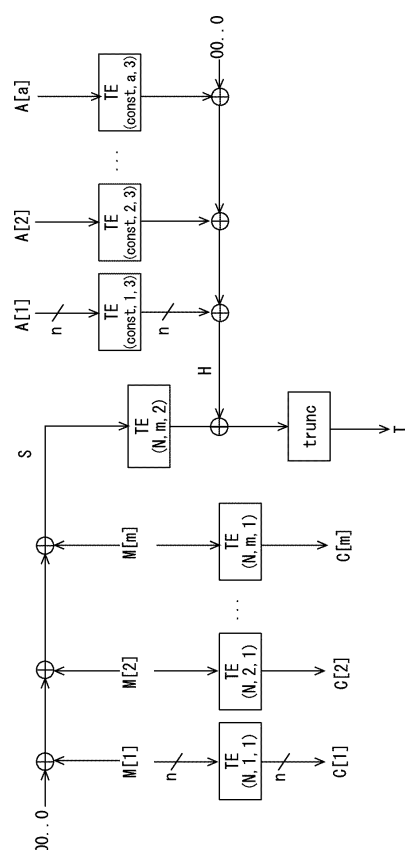 A[a]
TE
(const, a, 3)
00..0
...
A[2]
TE
(const, 2, 3)
A[1]
n
TE
(const, 1, 3)
n
H
S
TE
(N, m, 2)
trunc
T
M[m]
TE
(N, m, 1)
C[m]
...
M[2]
TE
(N, 2, 1)
C[2]
00..0
M[1]
n
TE
(N, 1, 1)
n
C[1]